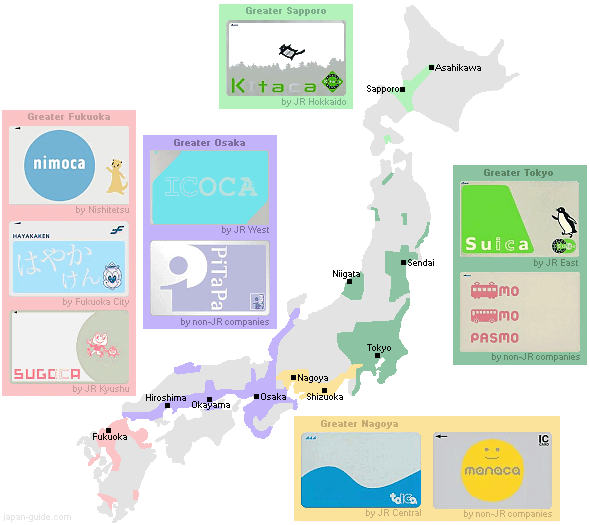 Greater Sapporo
Kitaca
by JR Hokkaido
Asahikawa
Sapporo
Greater Fukuoka
nimoca
by Nishitetsu
HAYAKAKEN
はやか
けん
by Fukuoka City
SUGOCA
by JR Kyushu
Greater Osaka
ICOCA
by JR West
PiTaPa
by non-JR companies
Greater Tokyo
Suica
by JR East
MO
MO
PASMO
by non-JR companies
Sendai
Niigata
Tokyo
Nagoya
Shizuoka
Hiroshima
Okayama
Osaka
Fukuoka
Greater Nagoya
TOICA
by JR Central
IC
CARD
manaca
by non-JR companies
japan-guide.com